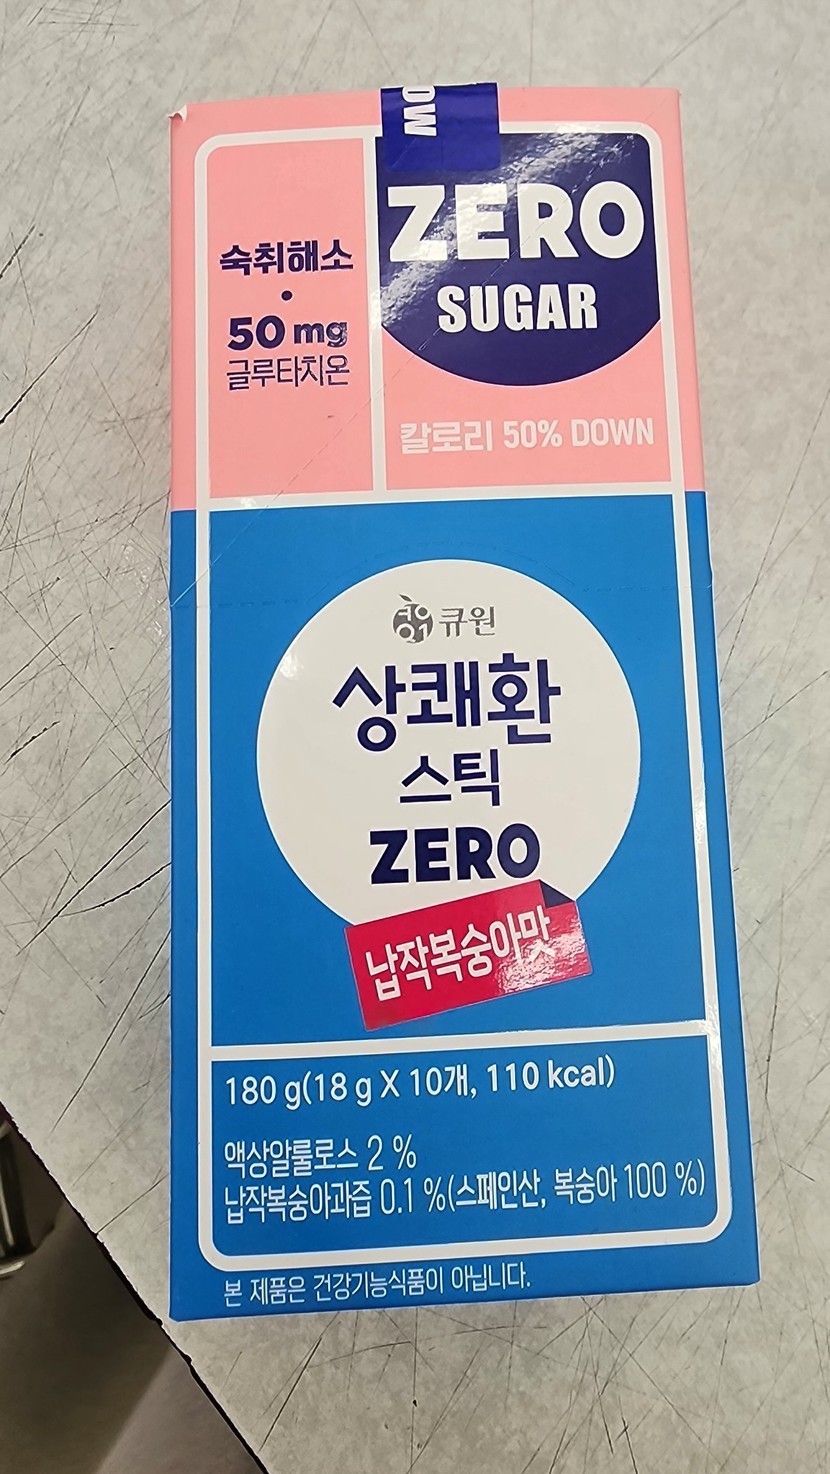 OW
숙취해소
•
50 mg
글루타치온
ZERO
SUGAR
칼로리 50% DOWN
큐원
상쾌환
스틱
ZERO
납작복숭아맛
180 g(18 g X 10개, 110 kcal)
액상알룰로스 2 %
납작복숭아과즙 0.1 %(스페인산, 복숭아 100 %)
본 제품은 건강기능식품이 아닙니다.